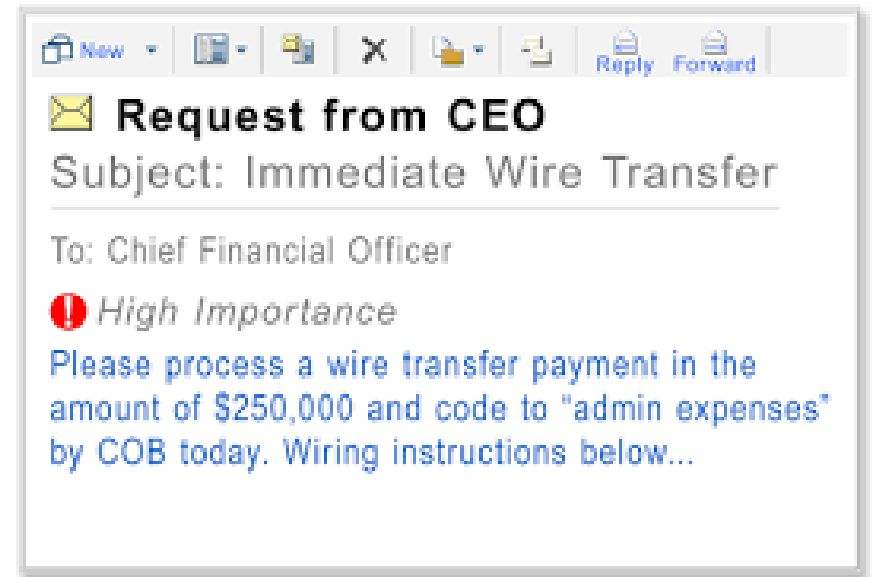 New
Reply Forward
Request from CEO
Subject: Immediate Wire Transfer
To: Chief Financial Officer
High Importance
Please process a wire transfer payment in the
amount of $250,000 and code to “admin expenses”
by COB today. Wiring instructions below...